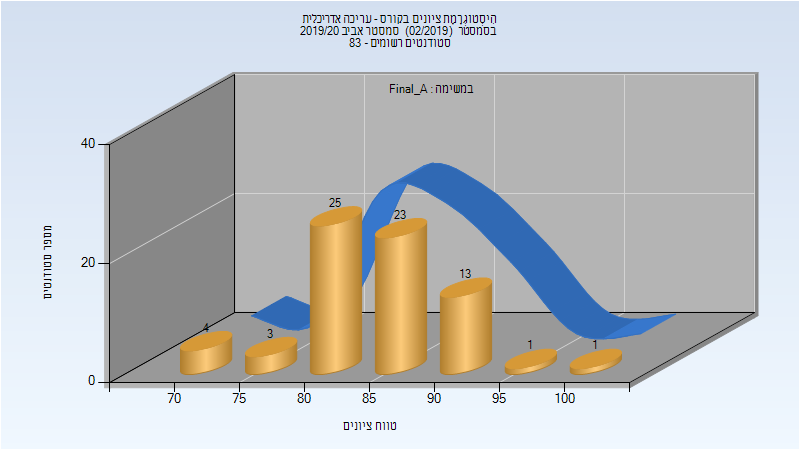 היסטוגרמת ציונים בקורס - עריכה אדריכלית
בסמסטר (02/2019) סמסטר אביב 2019/20
סטודנטים רשומים - 83
במשימה : Final_A
40
20
0
מספר סטודנטים
4
3
25
23
13
1
1
70 75 80 85 90 95 100
טווח ציונים